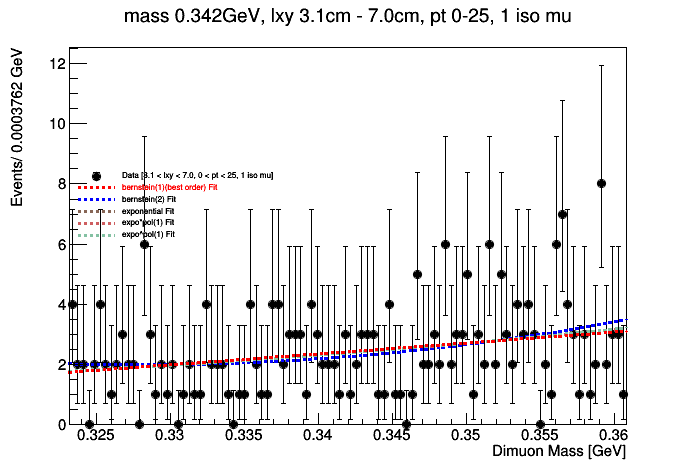 mass 0.342GeV, lxy 3.1cm - 7.0cm, pt 0-25, 1 iso mu
Events/ 0.0003762 GeV
12
10
8
6
4
2
0
Data [3.1 < lxy < 7.0, 0 < pt < 25, 1 iso mu]
bernstein(1)(best order) Fit
bernstein(2) Fit
exponential Fit
expo*pol(1) Fit
expo^pol(1) Fit
0.325 0.33 0.335 0.34 0.345 0.35 0.355 0.36
Dimuon Mass [GeV]